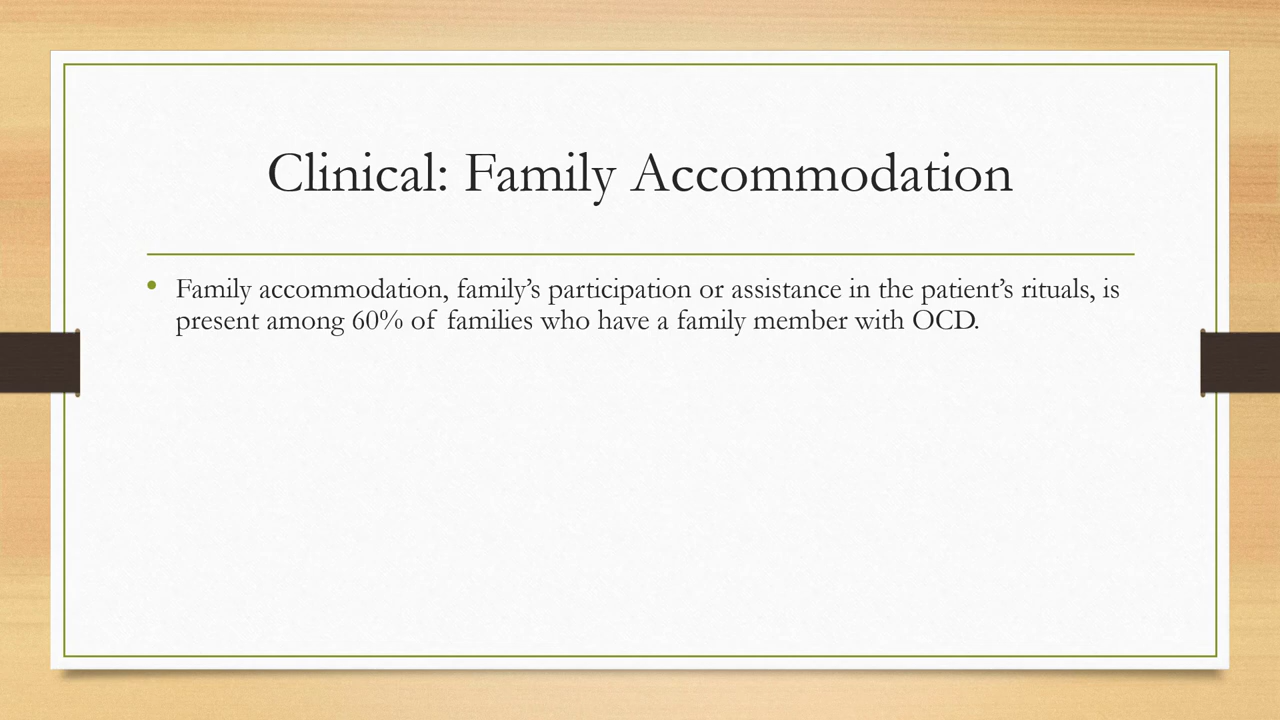 Clinical: Family Accommodation
• Family accommodation, family’s participation or assistance in the patient’s rituals, is
present among 60% of families who have a family member with OCD.